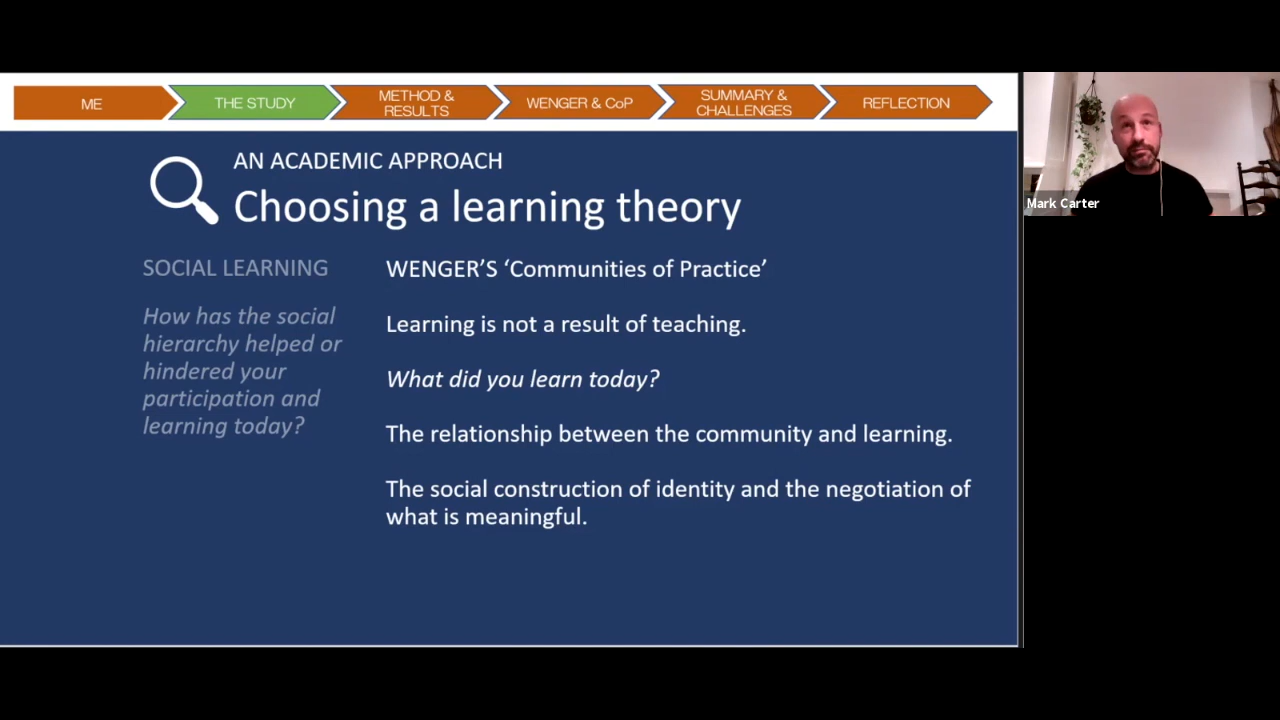 ME
THE STUDY
METHOD &
RESULTS
WENGER & CoP
SUMMARY &
CHALLENGES
REFLECTION
AN ACADEMIC APPROACH
Choosing a learning theory
SOCIAL LEARNING
How has the social
hierarchy helped or
hindered your
participation and
learning today?
WENGER’S ‘Communities of Practice’
Learning is not a result of teaching.
What did you learn today?
The relationship between the community and learning.
The social construction of identity and the negotiation of
what is meaningful.
Mark Carter